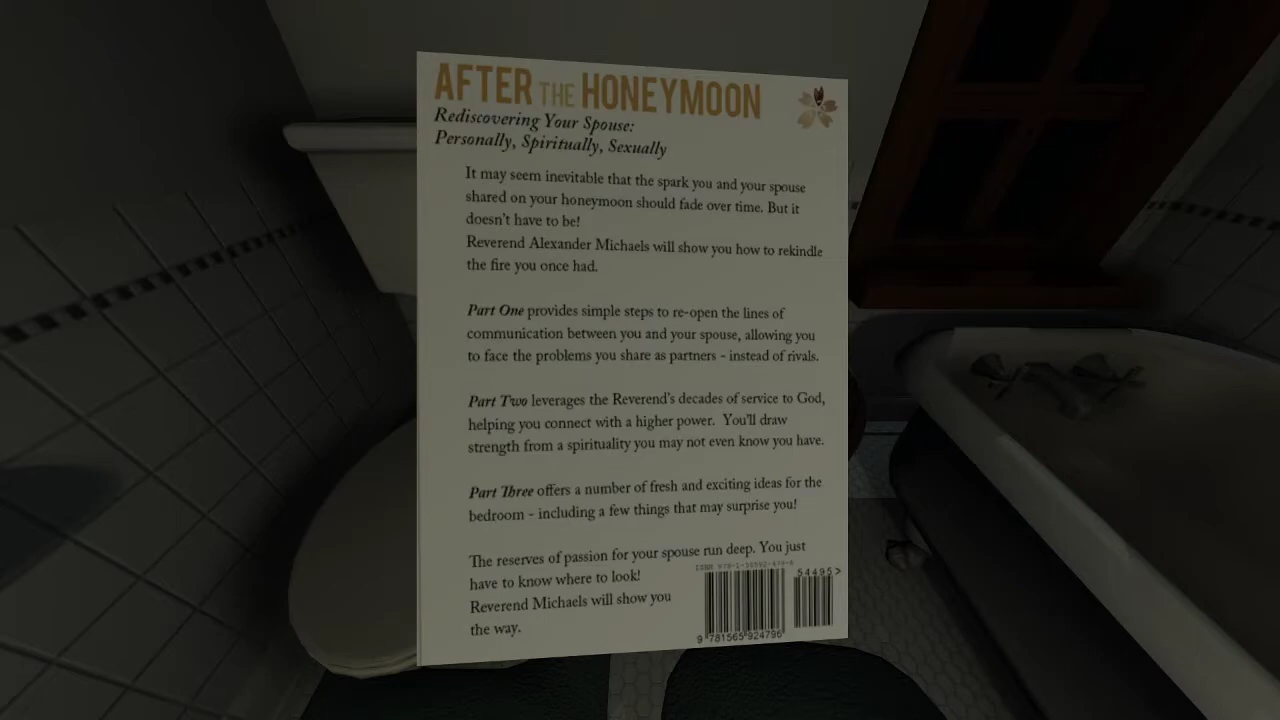 AFTER THE HONEYMOON
Rediscovering Your Spouse:
Personally, Spiritually, Sexually
It may seem inevitable that the spark you and your spouse
shared on your honeymoon should fade over time. But it
doesn't have to be!
Reverend Alexander Michaels will show you how to rekindle
the fire you once had.
Part One provides simple steps to re-open the lines of
communication between you and your spouse, allowing you
to face the problems you share as partners - instead of rivals.
Part Two leverages the Reverend's decades of service to God,
helping you connect with a higher power. You'll draw
strength from a spirituality you may not even know you have.
Part Three offers a number of fresh and exciting ideas for the
bedroom - including a few things that may surprise you!
The reserves of passion for your spouse run deep. You just
have to know where to look!
Reverend Michaels will show you
the way.
ISBN
54495>
9 781565 924796